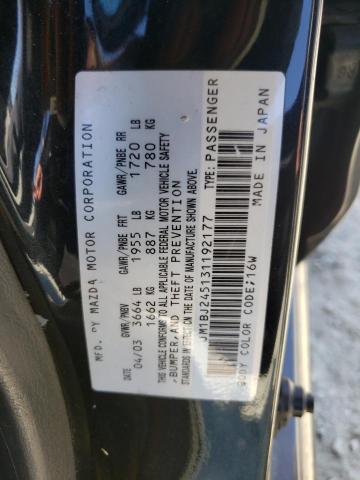 MFD. BY MAZDA MOTOR CORPORATION
DATE GVWR/PNBV GAWR/PNBE FRT GAWR/PNBE RR
04/03 3664 LB 1955 LB 1720 LB
1662 KG 887 KG 780 KG
THIS VEHICLE CONFORMS TO ALL APPLICABLE FEDERAL MOTOR VEHICLE SAFETY
,BUMPER,AND THEFT PREVENTION
STANDARDS IN EFFECT ON THE DATE OF MANUFACTURE SHOWN ABOVE.
JM1BJ245131192177 TYPE: PASSENGER
BODY COLOR CODE;16W MADE IN JAPAN